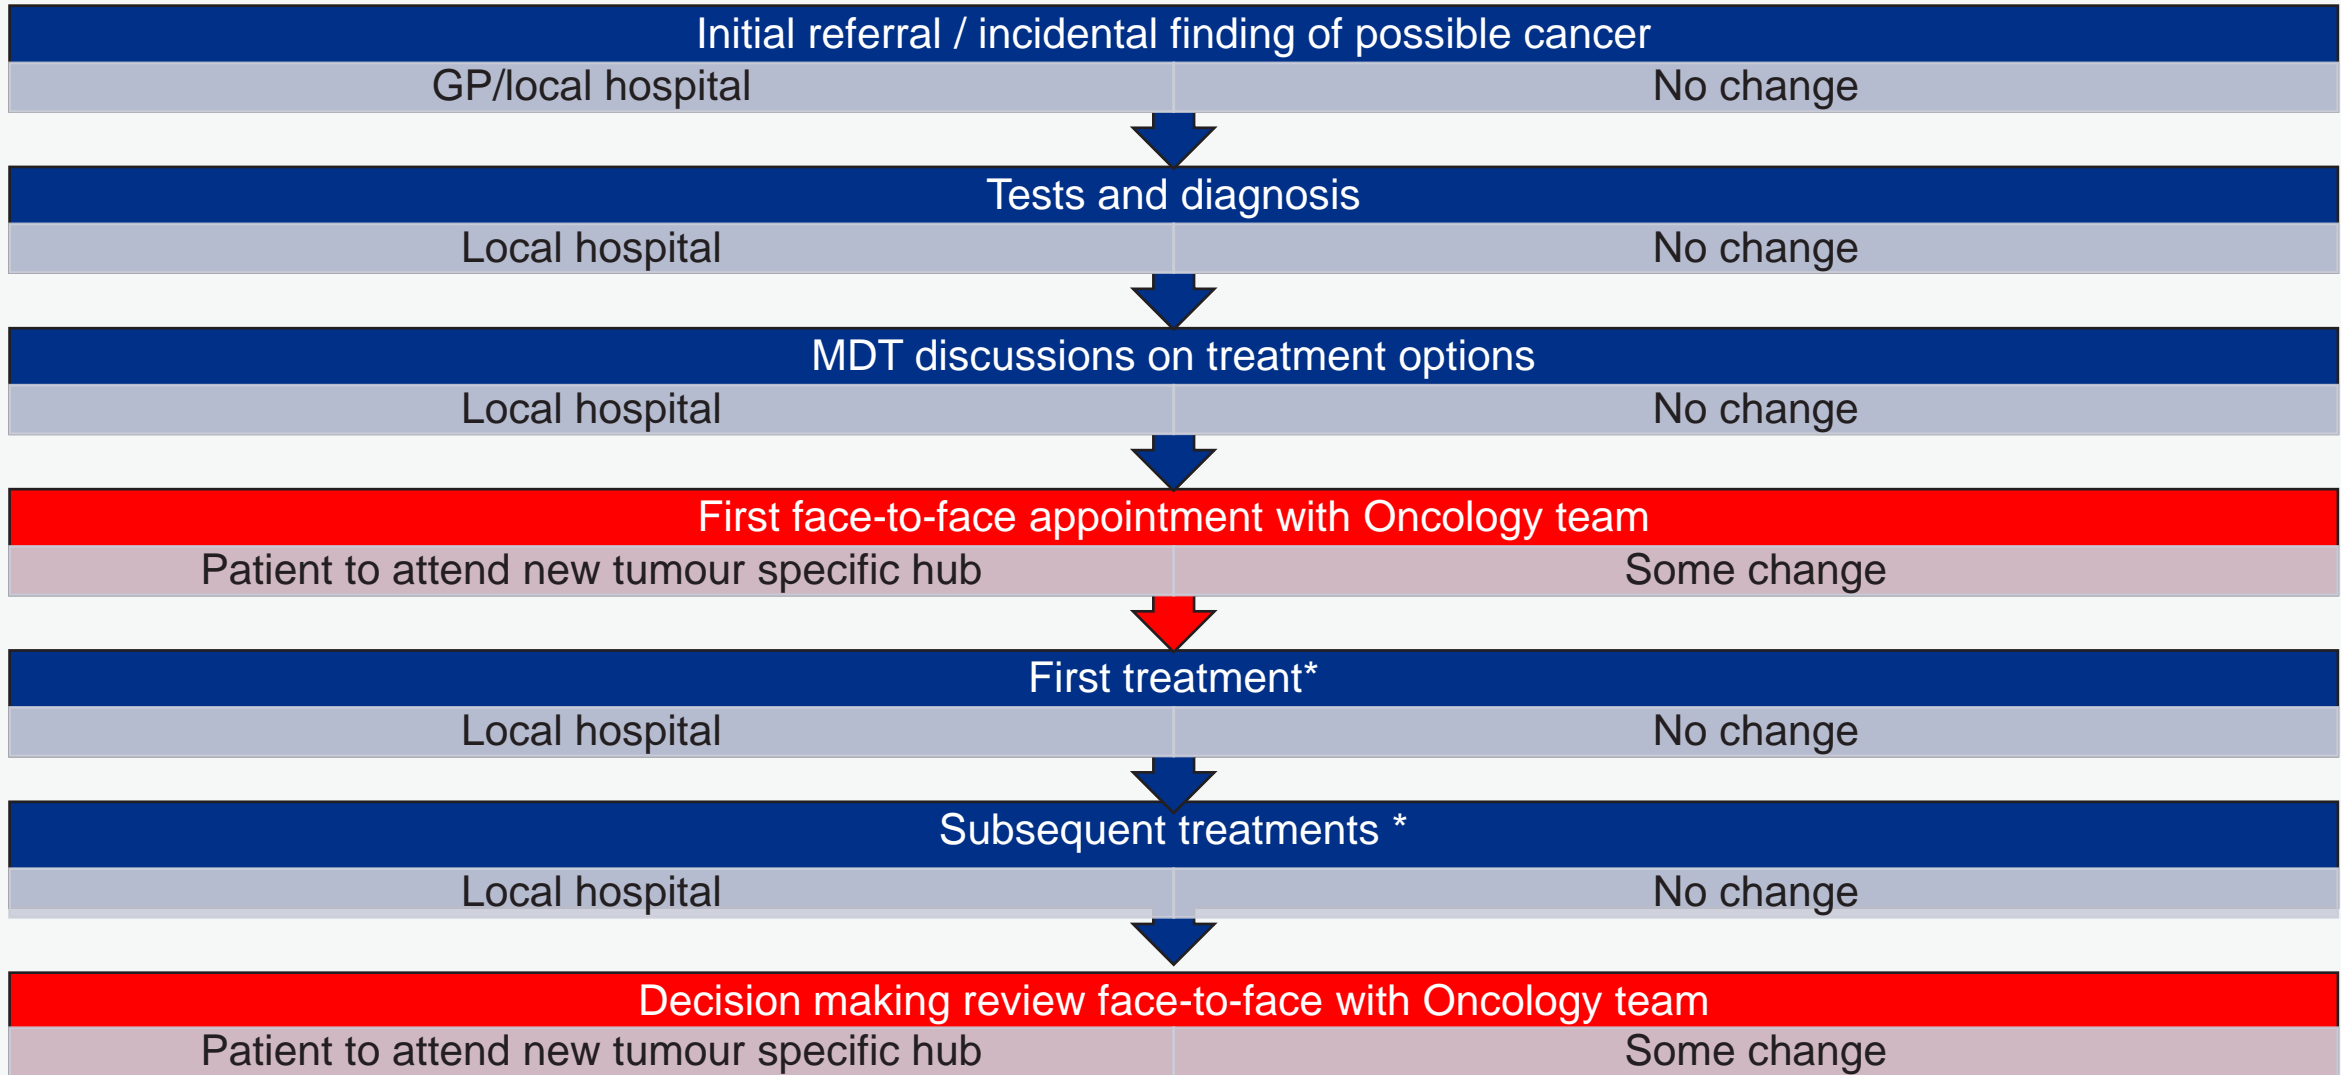 Initial referral / incidental finding of possible cancer
GP/local hospital No change
Tests and diagnosis
Local hospital No change
MDT discussions on treatment options
Local hospital No change
First face-to-face appointment with Oncology team
Patient to attend new tumour specific hub Some change
First treatment*
Local hospital No change
Subsequent treatments *
Local hospital No change
Decision making review face-to-face with Oncology team
Patient to attend new tumour specific hub Some change